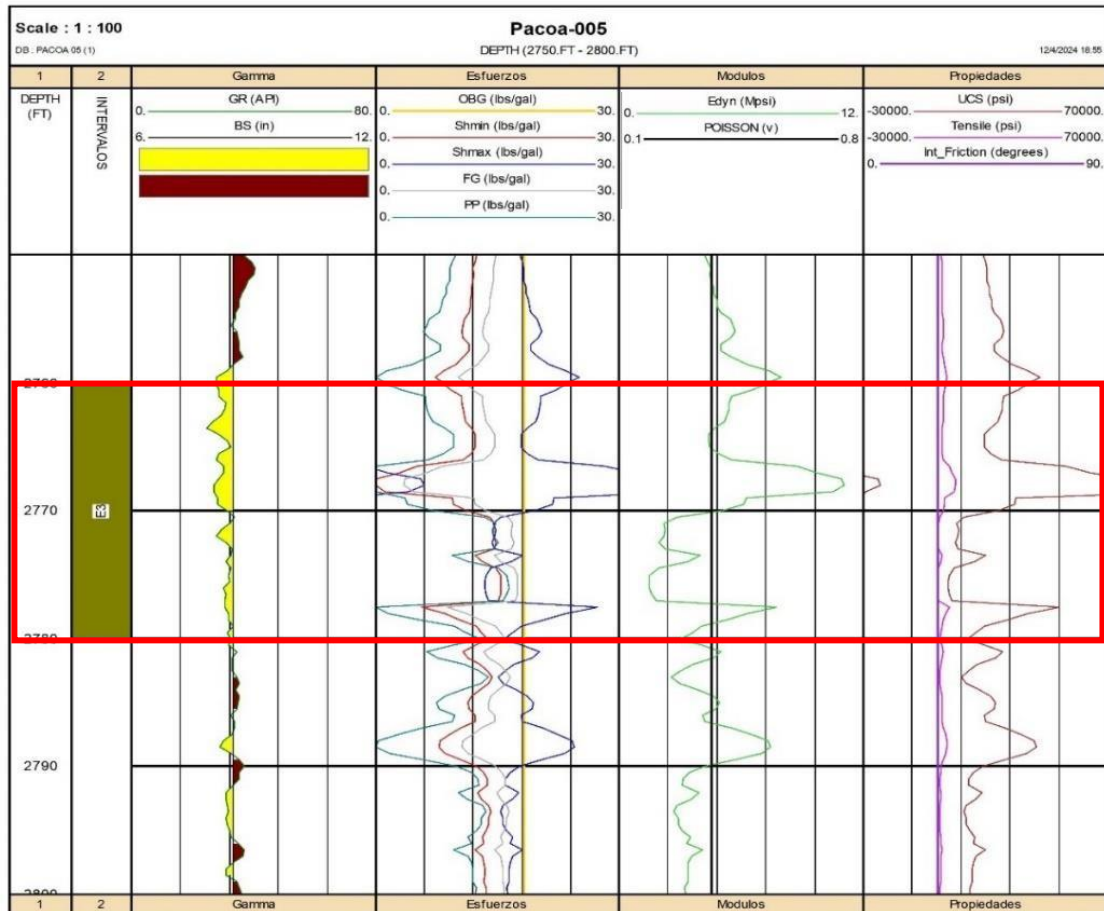 Scale : 1 : 100
Pacoa-005
DB : PACOA 05 (1)
DEPTH (2750.FT - 2800.FT)
12/4/2024 18:55
1 2 Gamma Esfuerzos Modulos Propiedades
DEPTH (FT)
INTERVALOS
0. GR (API) 80.
6. BS (in) 12.
0. OBG (lbs/gal) 30.
0. Shmin (lbs/gal) 30.
0. Shmax (lbs/gal) 30.
0. FG (lbs/gal) 30.
0. PP (lbs/gal) 30.
0. Edyn (Mpsi) 12.
0.1 POISSON (v) 0.8
-30000. UCS (psi) 70000.
-30000. Tensile (psi) 70000.
0. Int_Friction (degrees) 90.
2760
E3
2770
2780
2790
2800
1 2 Gamma Esfuerzos Modulos Propiedades